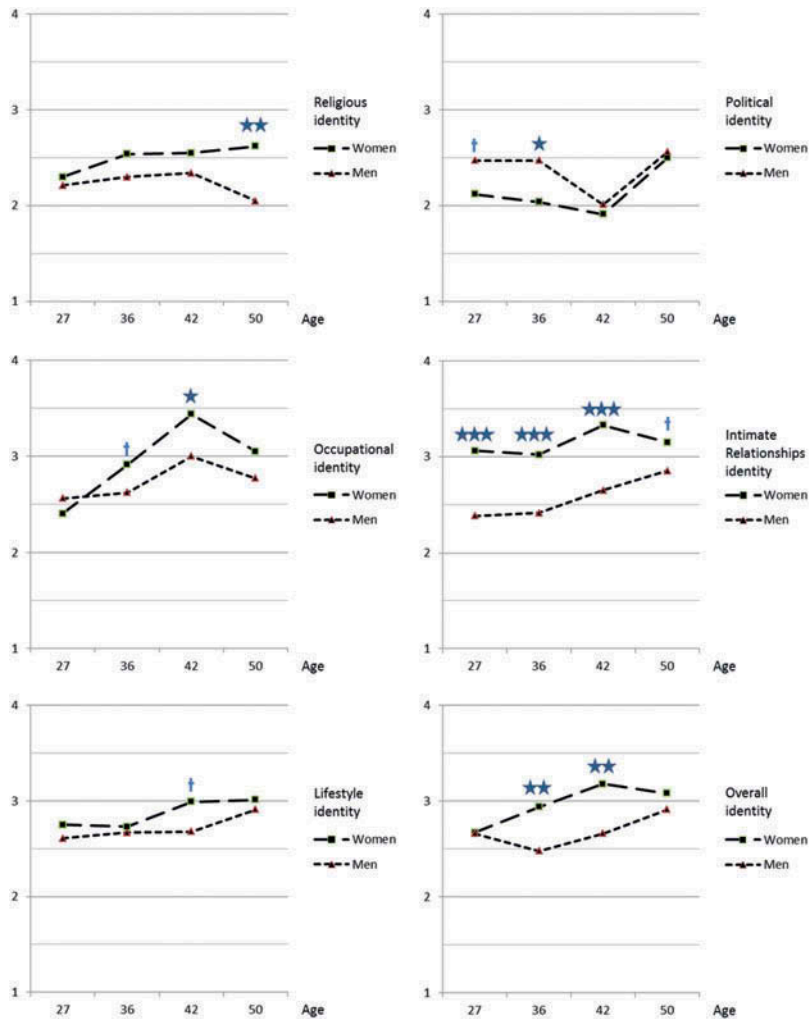 4
3
2
1
27 36 42 50 Age
Religious
identity
Women
Men
4
3
2
1
27 36 42 50 Age
Political
identity
Women
Men
4
3
2
1
27 36 42 50 Age
Occupational
identity
Women
Men
4
3
2
1
27 36 42 50 Age
Intimate
Relationships
identity
Women
Men
4
3
2
1
27 36 42 50 Age
Lifestyle
identity
Women
Men
4
3
2
1
27 36 42 50 Age
Overall
identity
Women
Men